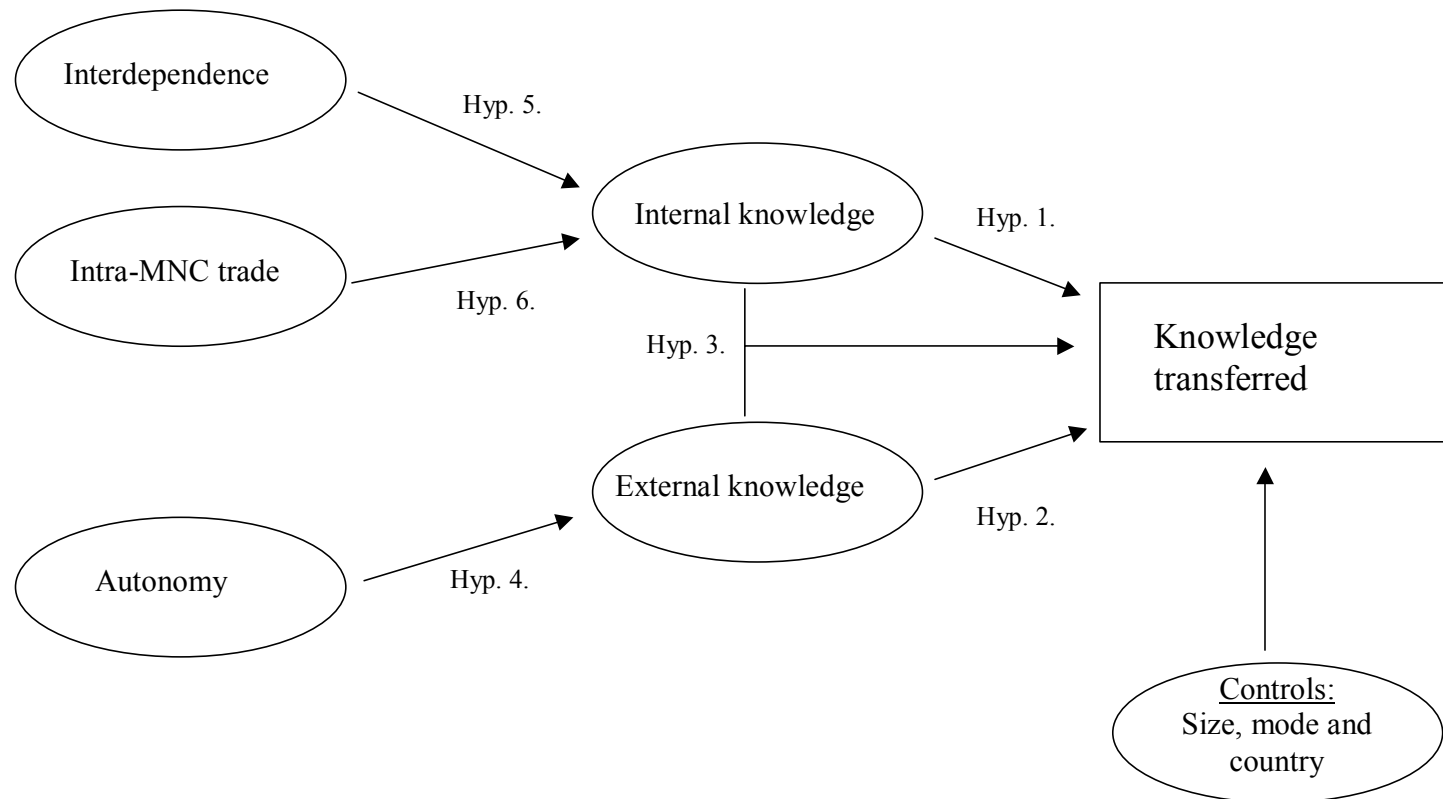 Interdependence
Hyp. 5.
Internal knowledge
Hyp. 1.
Intra-MNC trade
Hyp. 6.
Hyp. 3.
Knowledge
transferred
External knowledge
Hyp. 2.
Autonomy
Hyp. 4.
Controls:
Size, mode and
country